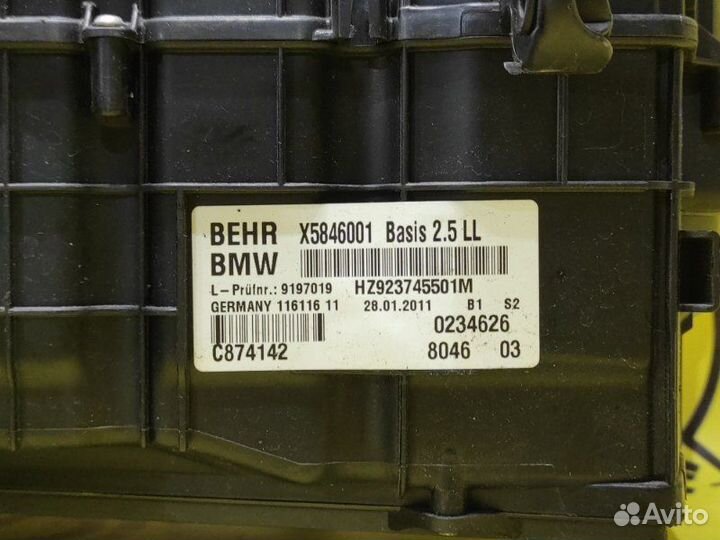 BEHR X5846001 Basis 2.5 LL
BMW
L-Prüfnr.: 9197019 HZ923745501M
GERMANY 116116 11 28.01.2011 B1 S2
0234626
C874142 8046 03
Avito